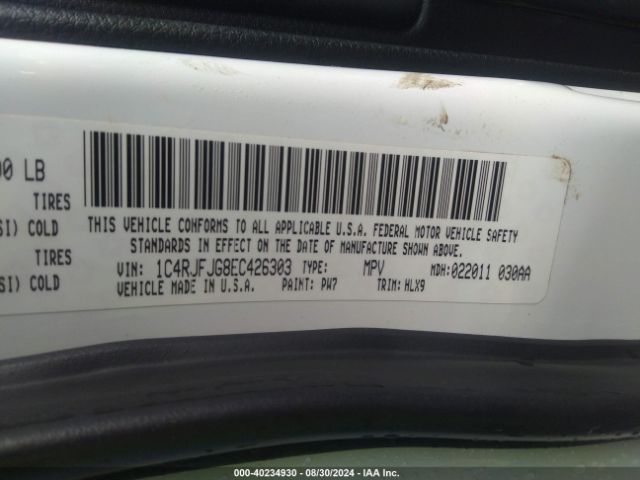 00 LB
TIRES
SI) COLD
TIRES
SI) COLD
THIS VEHICLE CONFORMS TO ALL APPLICABLE U.S.A. FEDERAL MOTOR VEHICLE SAFETY
STANDARDS IN EFFECT ON THE DATE OF MANUFACTURE SHOWN ABOVE.
VIN: 1C4RJFJG8EC426303 TYPE: MPV MDH:022011 030AA
VEHICLE MADE IN U.S.A. PAINT: PW7 TRIM: HLX9
© - 40234930 - 08/30/2024 - IAA Inc.